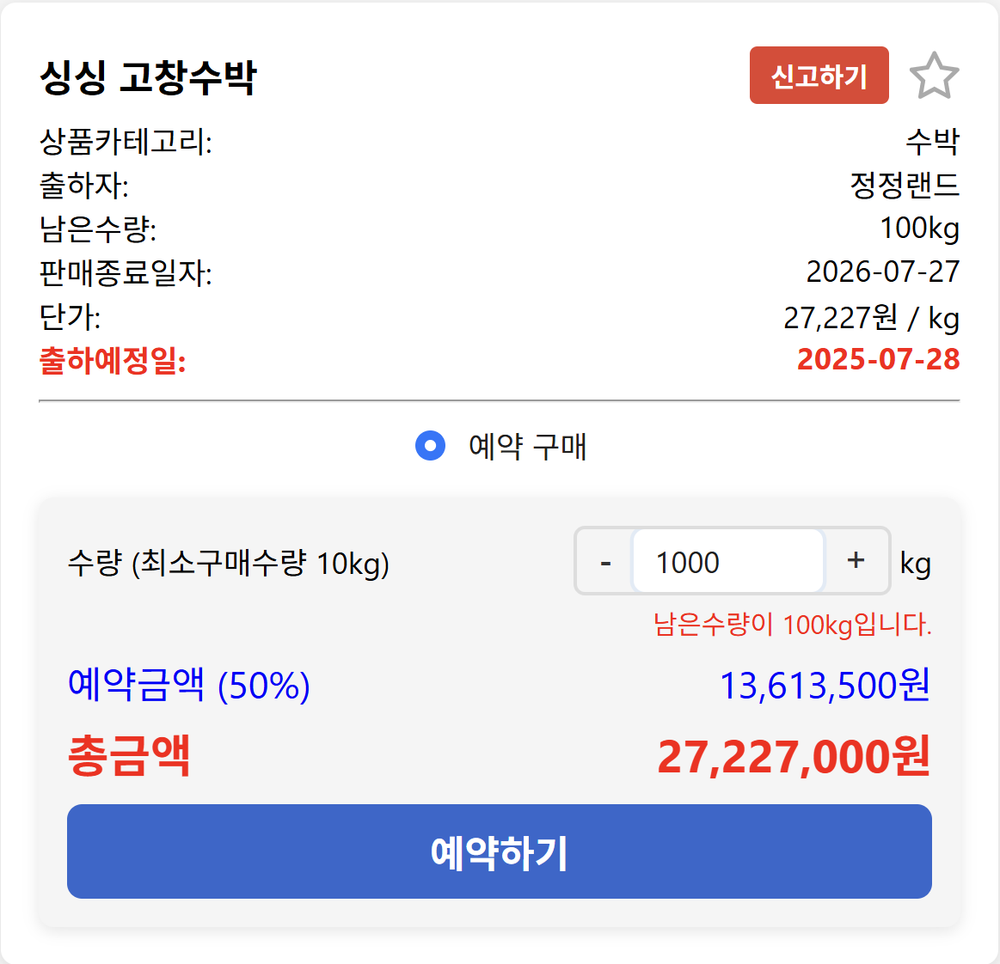 싱싱 고창수박
신고하기
상품카테고리: 수박
출하자: 정정랜드
남은수량: 100kg
판매종료일자: 2026-07-27
단가: 27,227원 / kg
출하예정일: 2025-07-28
예약 구매
수량 (최소구매수량 10kg) - 1000 + kg
남은수량이 100kg입니다.
예약금액 (50%) 13,613,500원
총금액 27,227,000원
예약하기